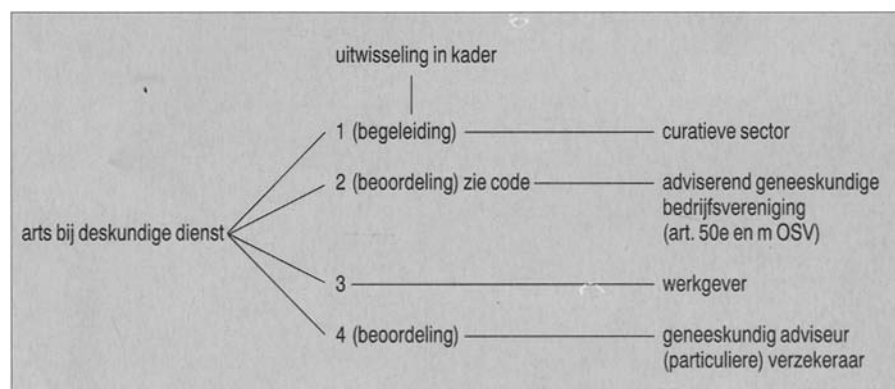 uitwisseling in kader
1 (begeleiding) curatieve sector
2 (beoordeling) zie code adviserend geneeskundige
bedrijfsvereniging
(art. 50e en m OSV)
arts bij deskundige dienst
3 werkgever
4 (beoordeling) geneeskundig adviseur
(particuliere) verzekeraar